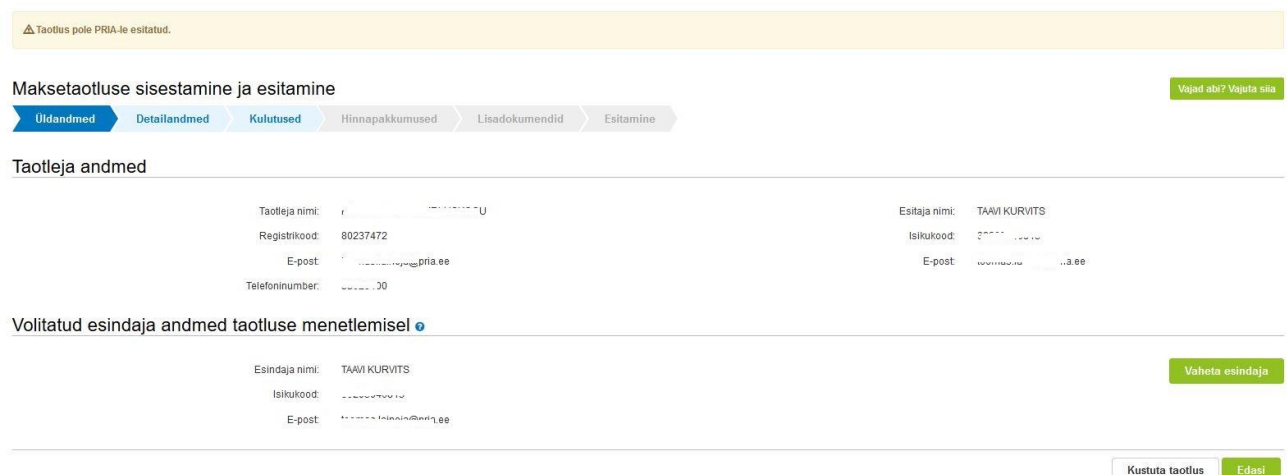 Taotlus pole PRIA-le esitatud.
Maksetaotluse sisestamine ja esitamine
Vajad abi? Vajuta siia
Üldandmed Detailandmed Kulutused Hinnapakkumused Lisadokumendid Esitamine
Taotleja andmed
Taotleja nimi:
Esitaja nimi: TAAVI KURVITS
Registrikood: 80237472
Isikukood:
E-post: @pria.ee
E-post:
Telefoninumber:
Volitatud esindaja andmed taotluse menetlemisel
Esindaja nimi: TAAVI KURVITS
Vaheta esindaja
Isikukood:
E-post:
Kustuta taotlus Edasi